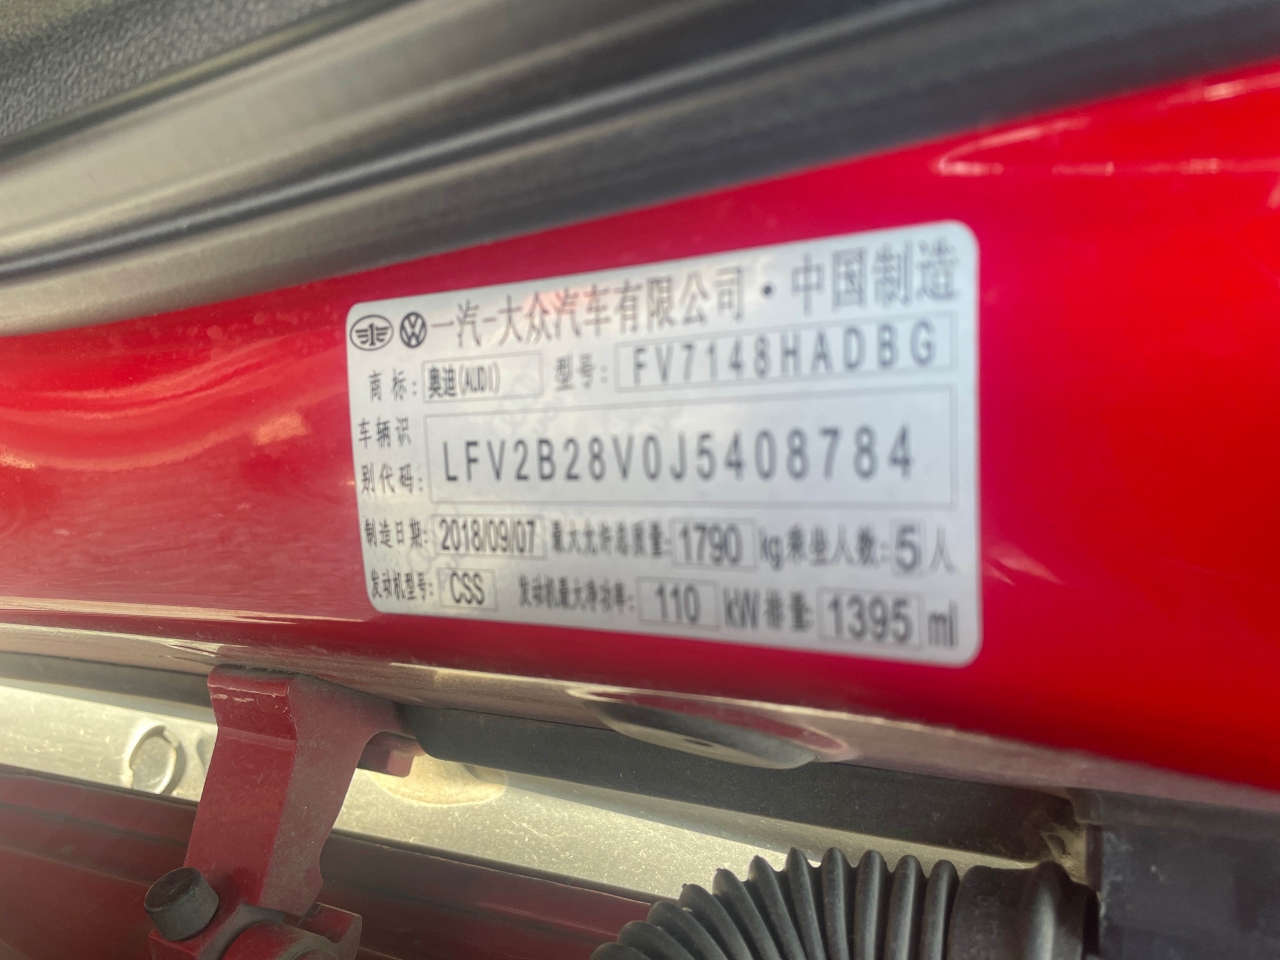 一汽-大众汽车有限公司·中国制造
商标: 奥迪(AUDI) 型号: FV7148HADBG
车辆识别代码: LFV2B28V0J5408784
制造日期: 2018/09/07 最大允许总质量: 1790 kg 乘坐人数: 5 人
发动机型号: CSS 发动机最大净功率: 110 kW 排量: 1395 ml